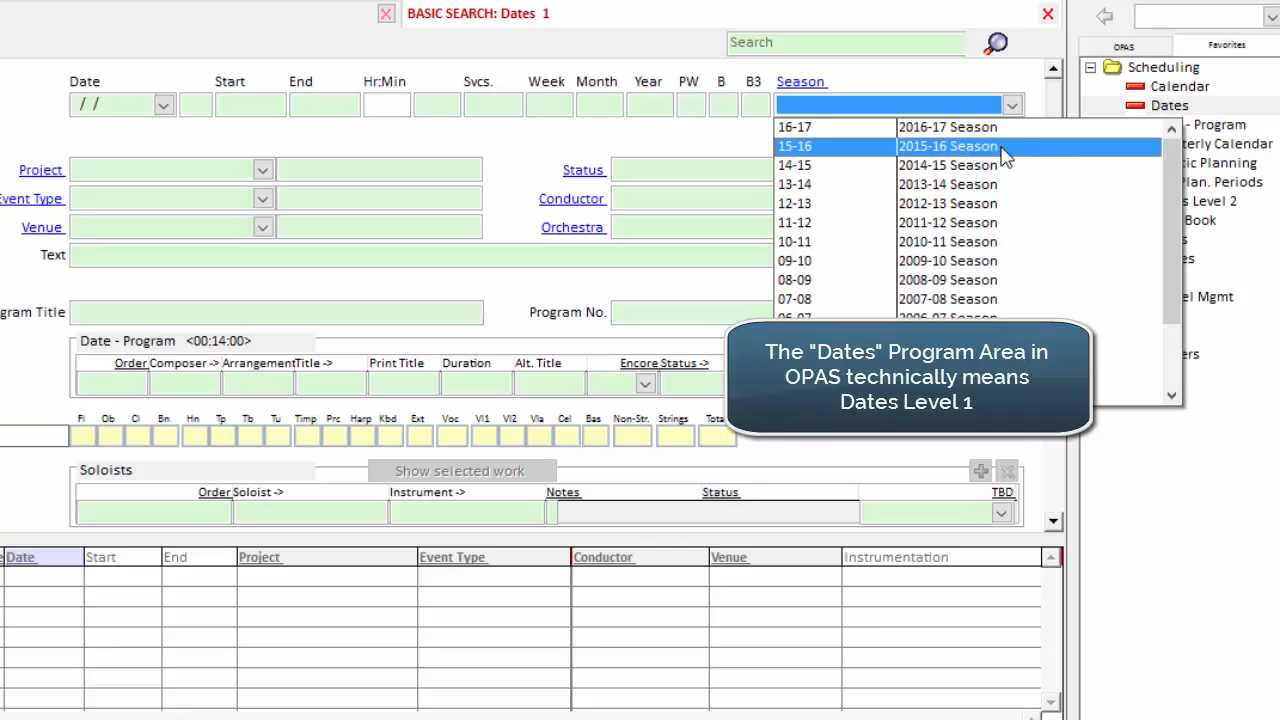 BASIC SEARCH: Dates 1
Search
OPAS Favorites
Date Start End Hr:Min Svcs. Week Month Year PW B B3 Season
/ /
Scheduling
Calendar
Dates
- Program
terly Calendar
ic Planning
Plan. Periods
s Level 2
Book
s
es
el Mgmt
ers
16-17 2016-17 Season
15-16 2015-16 Season
14-15 2014-15 Season
13-14 2013-14 Season
12-13 2012-13 Season
11-12 2011-12 Season
10-11 2010-11 Season
09-10 2009-10 Season
08-09 2008-09 Season
07-08 2007-08 Season
06-07 2006-07 Season
Project Status
Event Type Conductor
Venue Orchestra
Text
gram Title Program No.
The "Dates" Program Area in
OPAS technically means
Dates Level 1
Date - Program <00:14:00>
Order Composer -> Arrangement Title -> Print Title Duration Alt. Title Encore Status ->
Fl Ob Cl Bn Hn Tp Tb Tu Timp Prc Harp Kbd Ext Voc Vl1 Vl2 Vla Cel Bas Non-Str. Strings Tota
Soloists Show selected work
Order Soloist -> Instrument -> Notes Status TBD
e Date Start End Project Event Type Conductor Venue Instrumentation